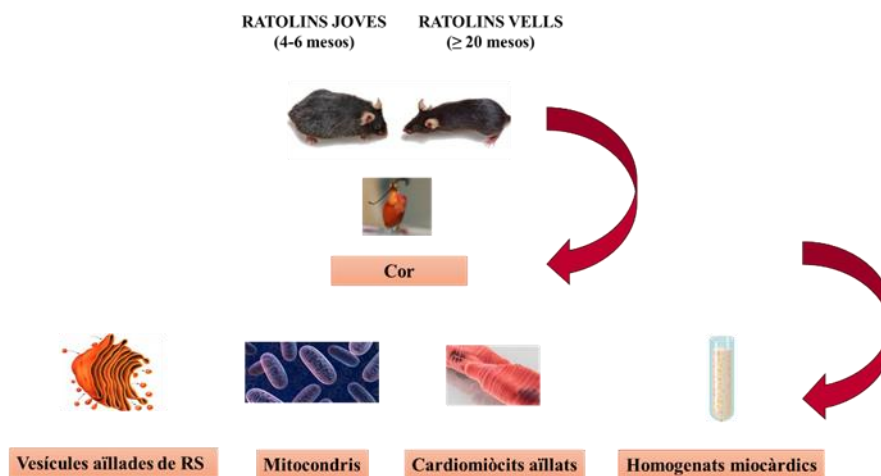 RATOLINS JOVES
(4-6 mesos)
RATOLINS VELLS
(≥ 20 mesos)
Cor
Vesícules aïllades de RS
Mitocondris
Cardiomiòcits aïllats
Homogenats miocàrdics